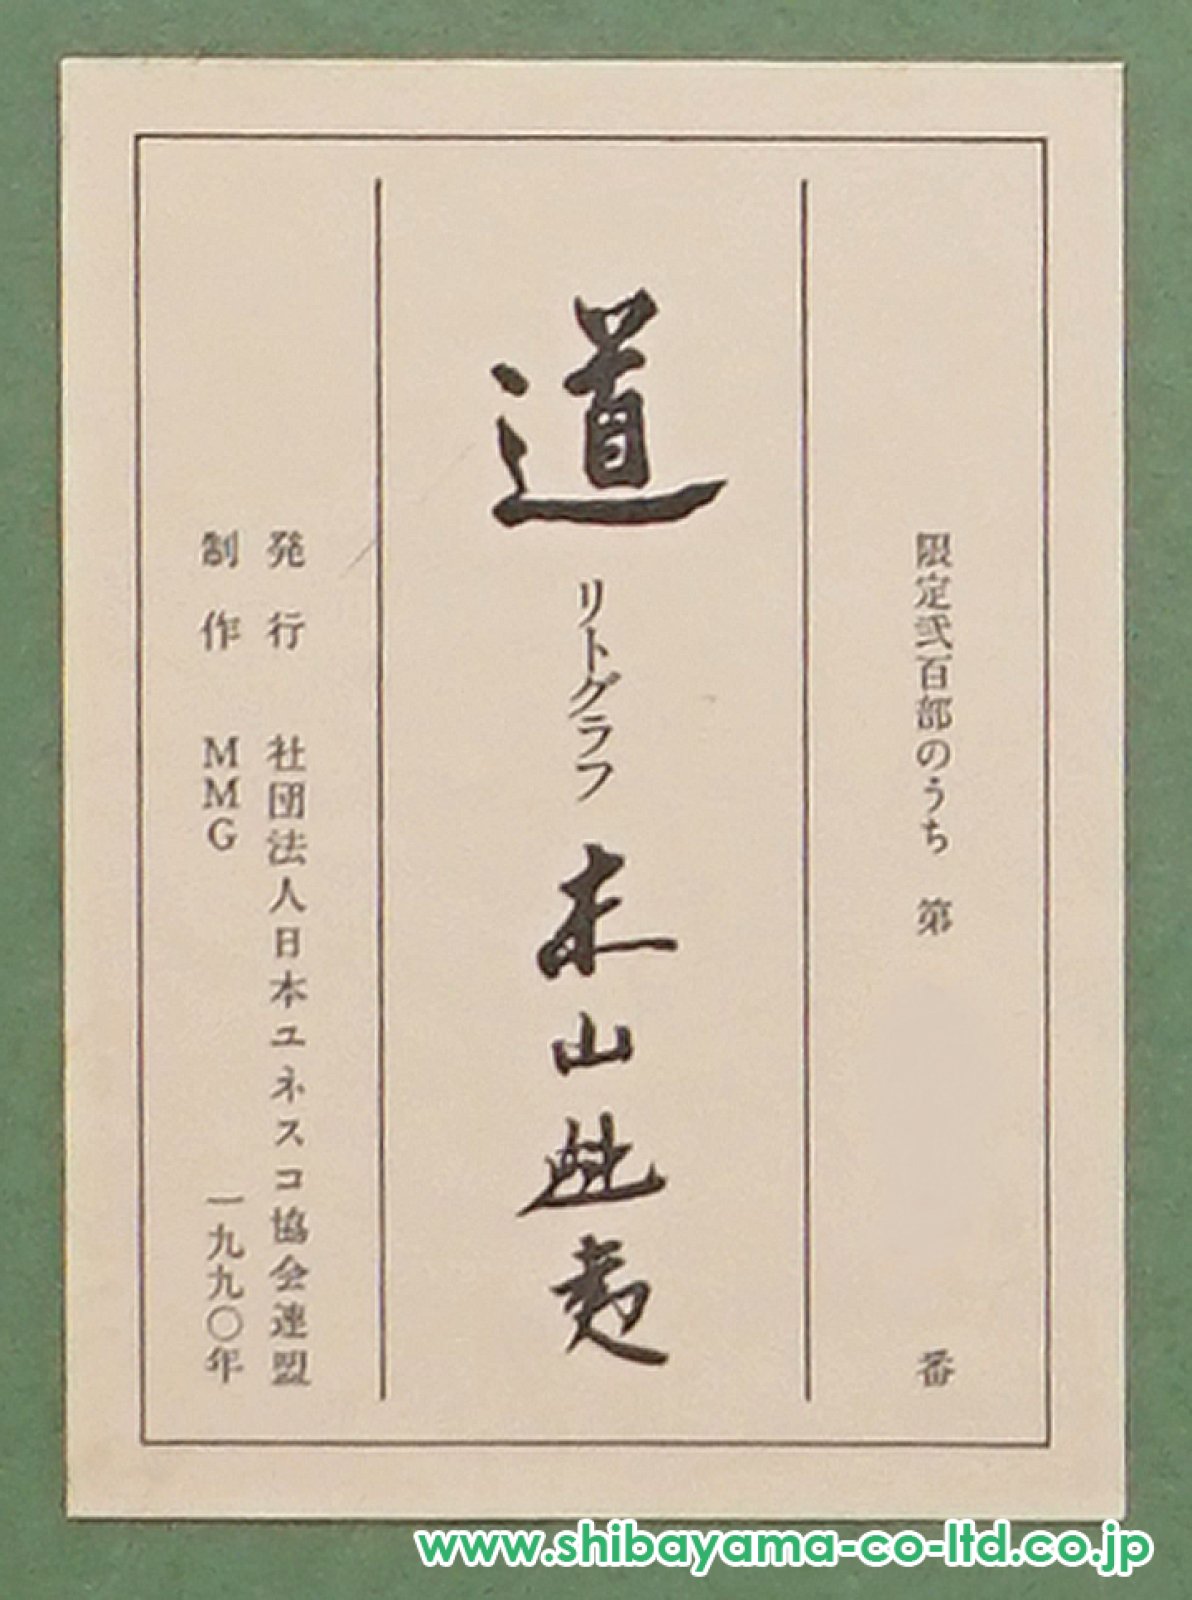 限定弐百部のうち　第　番
道　リトグラフ　東山魁夷
発行　社団法人日本ユネスコ協会連盟
制作　MMG　一九九〇年
www.shibayama-co-ltd.co.jp